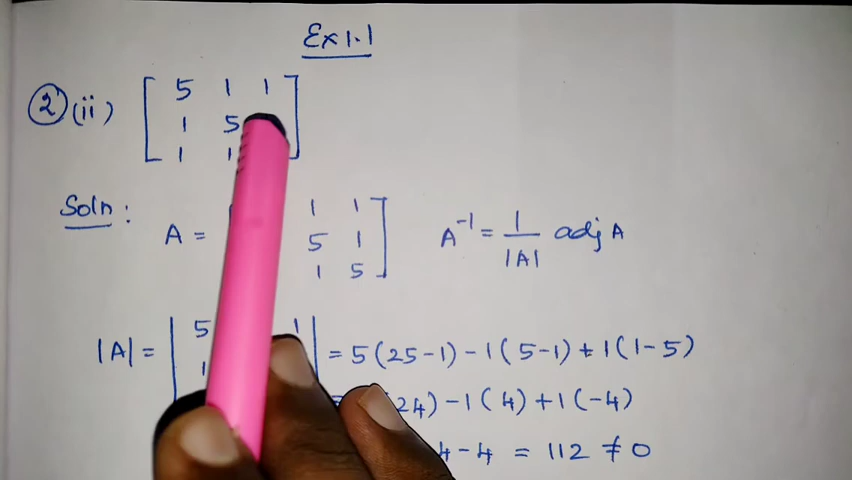 Ex 1.1
② (ii) [ 5 1 1
1 5
1 1 ]
Soln :
A = [ 1 1
5 1
1 5 ] A⁻¹ = 1/|A| adj A
|A| = | 5 1 | = 5(25-1) -1(5-1) + 1(1-5)
1 24) -1(4) +1(-4)
4-4 = 112 ≠ 0